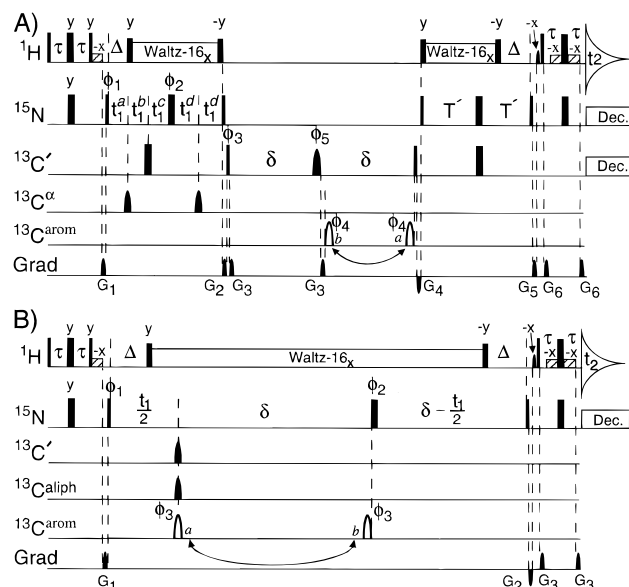 A)
y y y -y y -y -x
¹H τ τ -x Δ Waltz-16ₓ Waltz-16ₓ Δ τ τ -x -x t₂
y ϕ₁ ϕ₂
¹⁵N t₁ᵃ t₁ᵇ t₁ᶜ t₁ᵈ t₁ᵈ T´ T´ Dec.
ϕ₃ ϕ₅
¹³C′ δ δ Dec.
¹³Cᵅ
¹³Cᵃʳᵒᵐ ϕ₄ b ϕ₄ a
Grad G₁ G₂ G₃ G₃ G₄ G₅ G₆ G₆
B)
y y y -y -x
¹H τ τ -x Δ Waltz-16ₓ Δ τ τ -x -x t₂
y ϕ₁ ϕ₂
¹⁵N t₁/2 δ δ – t₁/2 Dec.
¹³C′
¹³Cᵃˡⁱᵖʰ
¹³Cᵃʳᵒᵐ ϕ₃ a b ϕ₃
Grad G₁ G₂ G₃ G₃